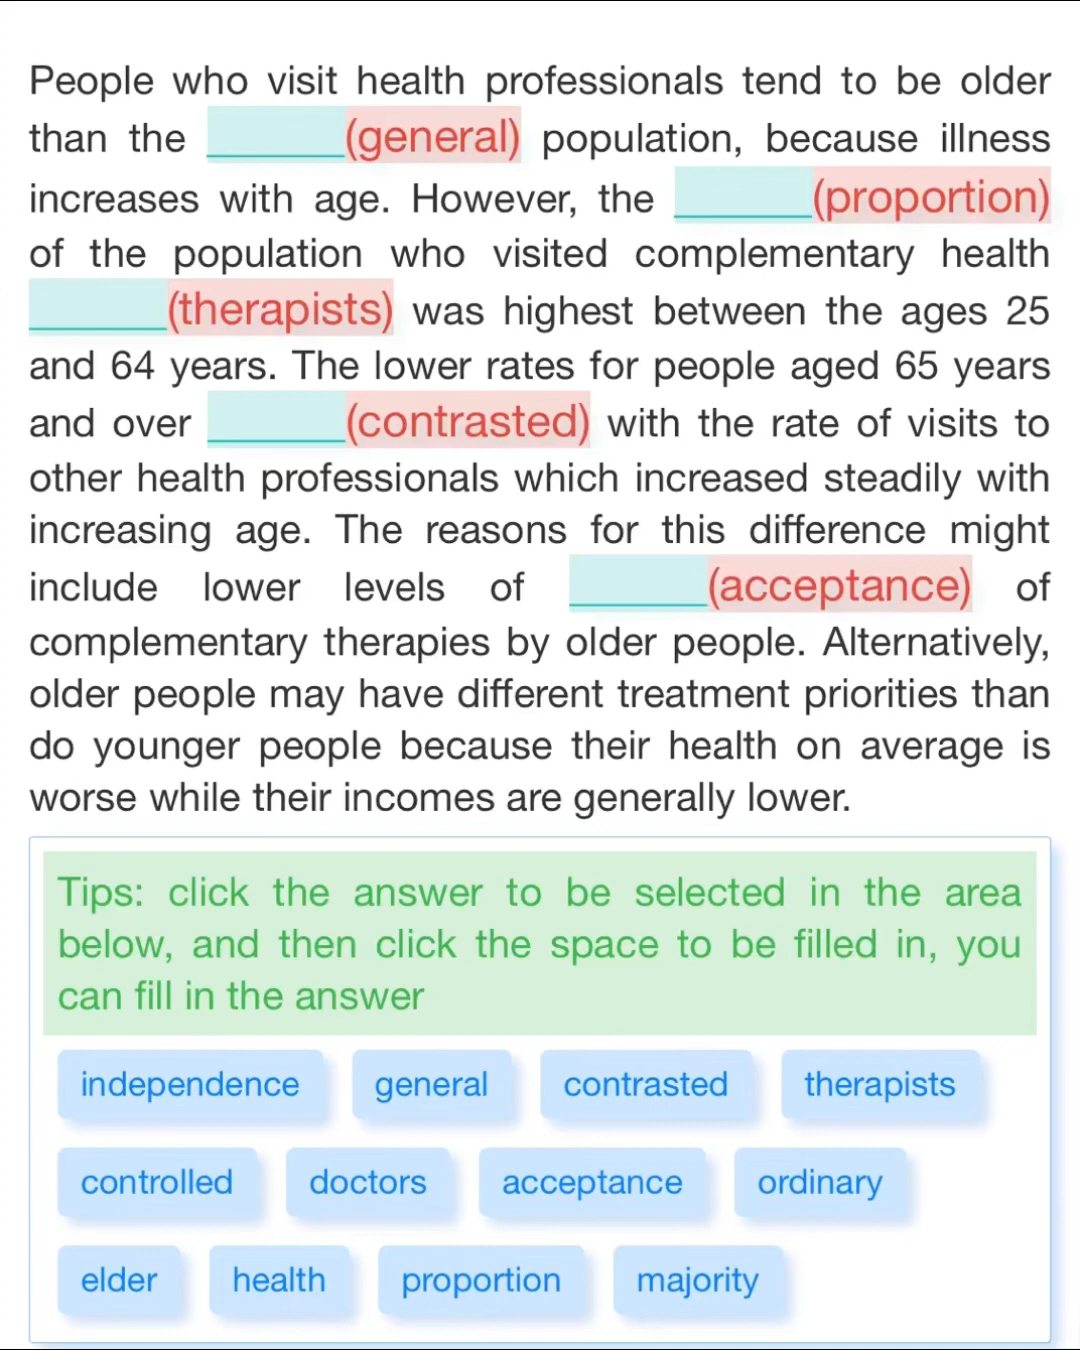 People who visit health professionals tend to be older
than the ______(general) population, because illness
increases with age. However, the ______(proportion)
of the population who visited complementary health
______(therapists) was highest between the ages 25
and 64 years. The lower rates for people aged 65 years
and over ______(contrasted) with the rate of visits to
other health professionals which increased steadily with
increasing age. The reasons for this difference might
include lower levels of ______(acceptance) of
complementary therapies by older people. Alternatively,
older people may have different treatment priorities than
do younger people because their health on average is
worse while their incomes are generally lower.
Tips: click the answer to be selected in the area
below, and then click the space to be filled in, you
can fill in the answer
independence general contrasted therapists
controlled doctors acceptance ordinary
elder health proportion majority